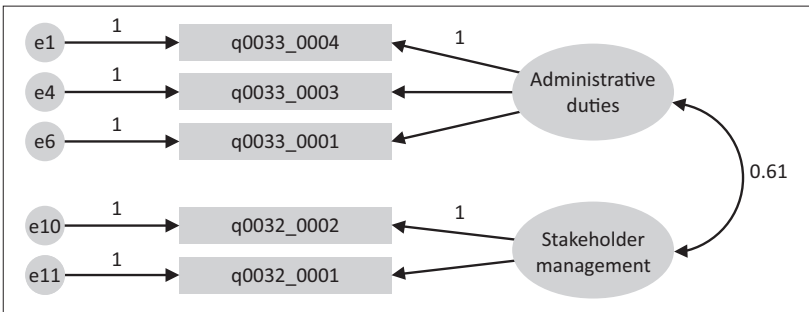 e1 1 q0033_0004 1
e4 1 q0033_0003
e6 1 q0033_0001
Administrative
duties
0.61
e10 1 q0032_0002 1
e11 1 q0032_0001
Stakeholder
management